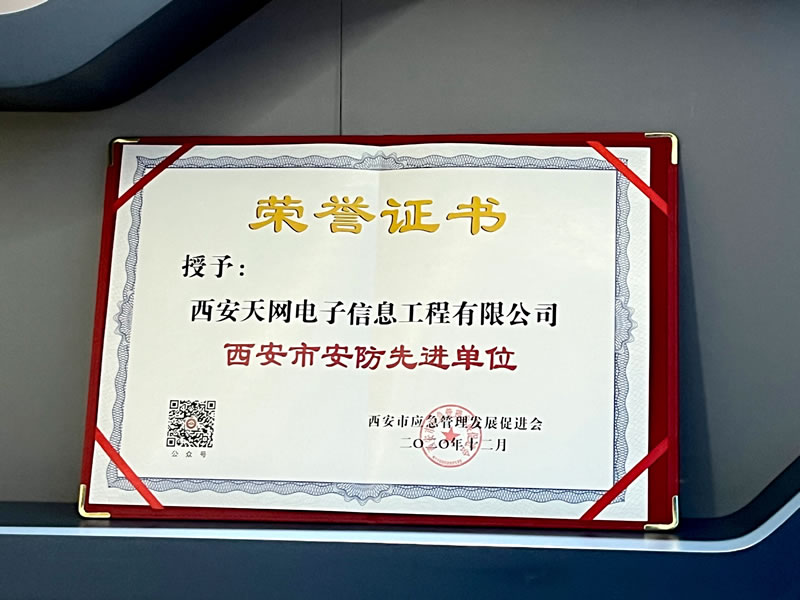 荣誉证书
授予：
西安天网电子信息工程有限公司
西安市安防先进单位
西安市应急管理发展促进会
二〇二〇年十二月
公众号